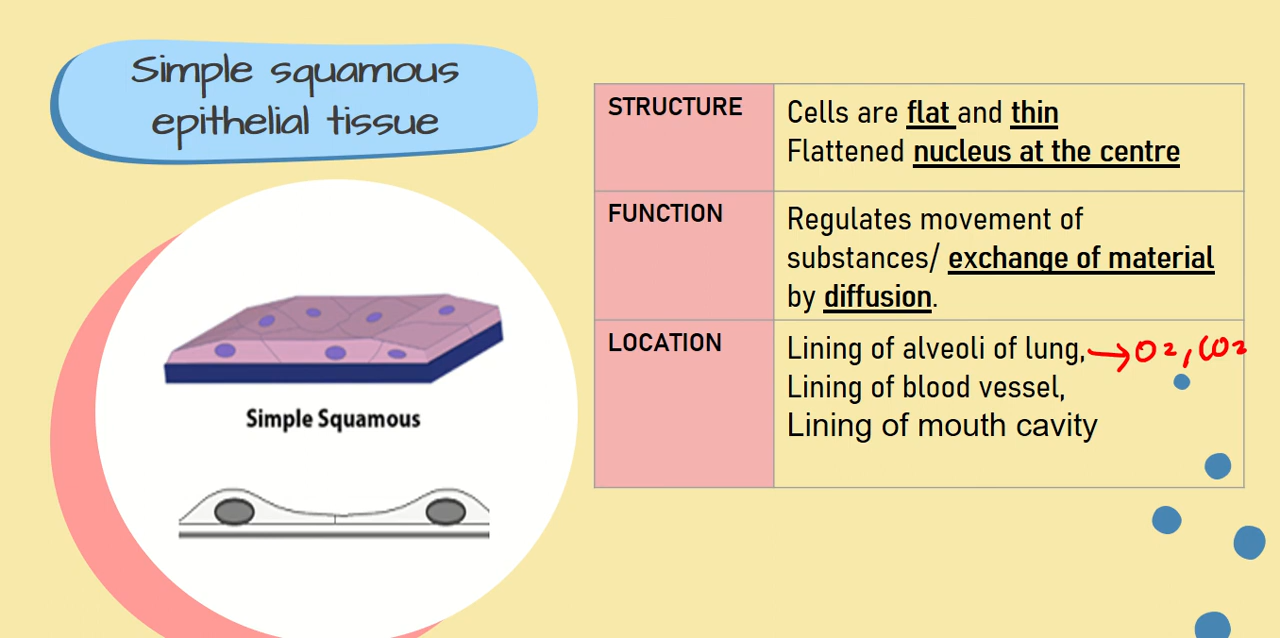 Simple squamous
epithelial tissue
Simple Squamous
STRUCTURE
Cells are flat and thin
Flattened nucleus at the centre
FUNCTION
Regulates movement of
substances/ exchange of material
by diffusion.
LOCATION
Lining of alveoli of lung, → O2, CO2
Lining of blood vessel,
Lining of mouth cavity